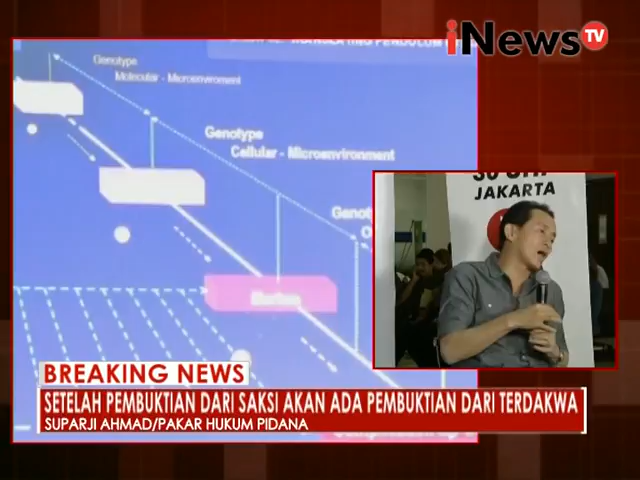 iNews TV
Genotype
Molecular - Microenvironment
Genotype
Cellular - Microenvironment
JAKARTA
BREAKING NEWS
SETELAH PEMBUKTIAN DARI SAKSI AKAN ADA PEMBUKTIAN DARI TERDAKWA
SUPARJI AHMAD/PAKAR HUKUM PIDANA